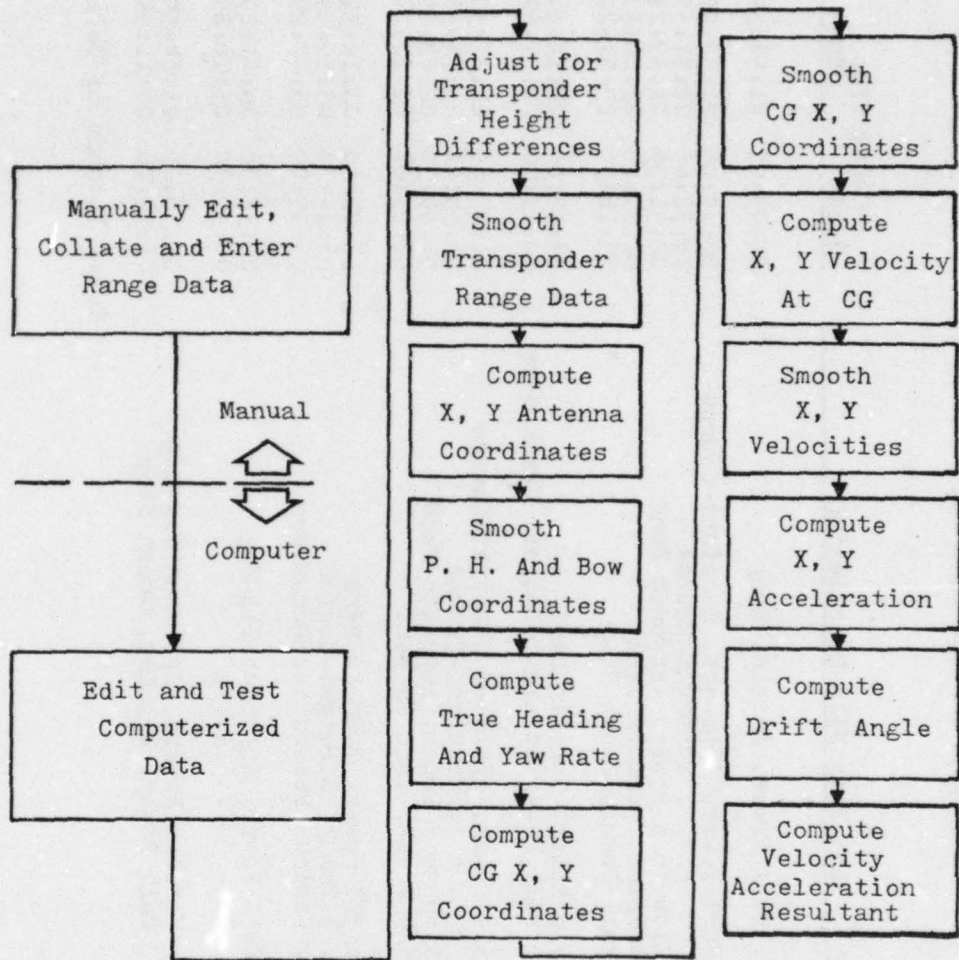 Manually Edit,
Collate and Enter
Range Data
Manual
Computer
Edit and Test
Computerized
Data
Adjust for
Transponder
Height
Differences
Smooth
Transponder
Range Data
Compute
X, Y Antenna
Coordinates
Smooth
P. H. And Bow
Coordinates
Compute
True Heading
And Yaw Rate
Compute
CG X, Y
Coordinates
Smooth
CG X, Y
Coordinates
Compute
X, Y Velocity
At CG
Smooth
X, Y
Velocities
Compute
X, Y
Acceleration
Compute
Drift Angle
Compute
Velocity
Acceleration
Resultant